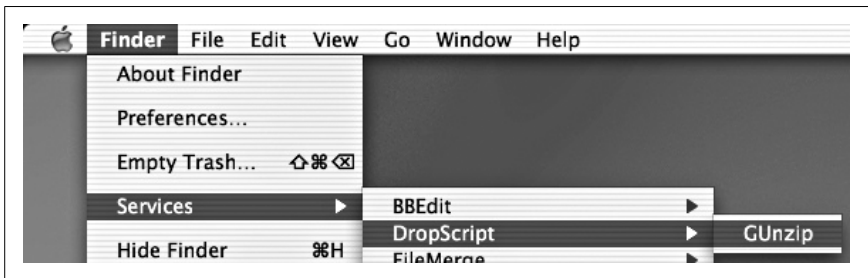 Finder File Edit View Go Window Help
About Finder
Preferences...
Empty Trash... ⇧⌘⌫
Services
BBEdit
DropScript
GUnzip
Hide Finder ⌘H
FileMerge